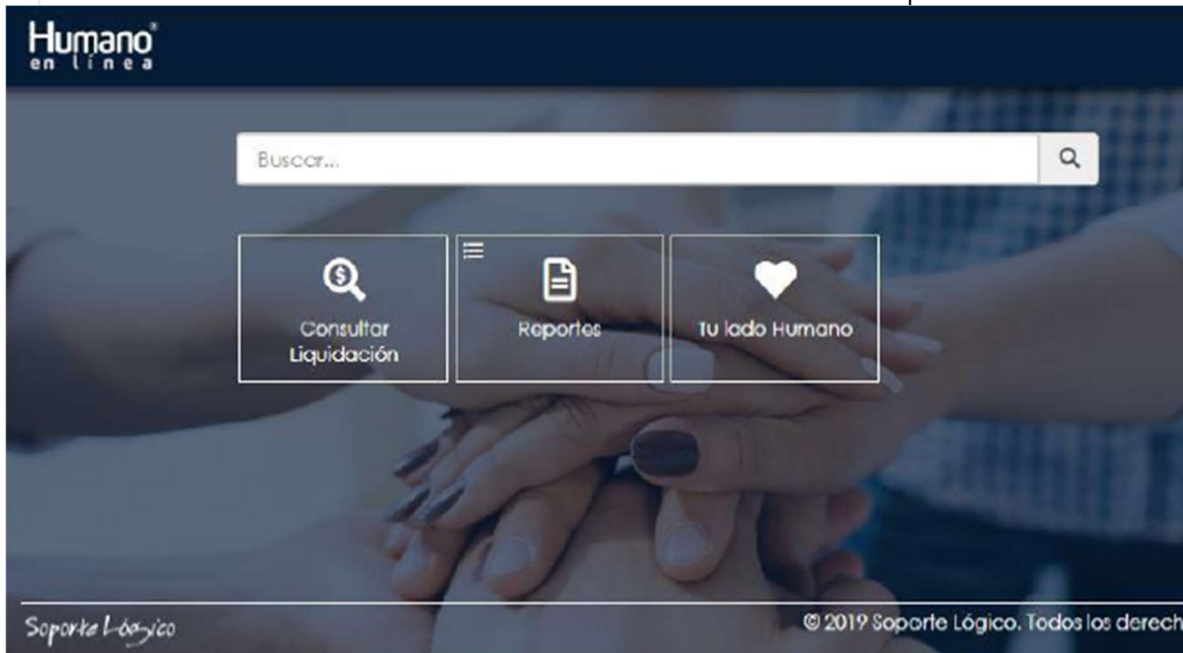 Humano®
en línea
Buscar...
Consultar
Liquidación
Reportes
Tu lado Humano
Soporte Lógico
© 2019 Soporte Lógico. Todos los derech